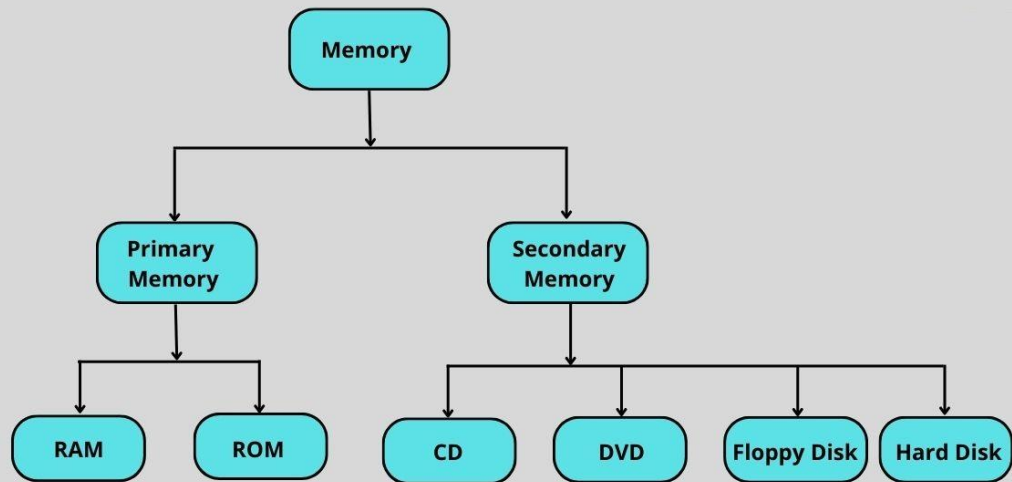 Memory
Primary
Memory
Secondary
Memory
RAM
ROM
CD
DVD
Floppy Disk
Hard Disk